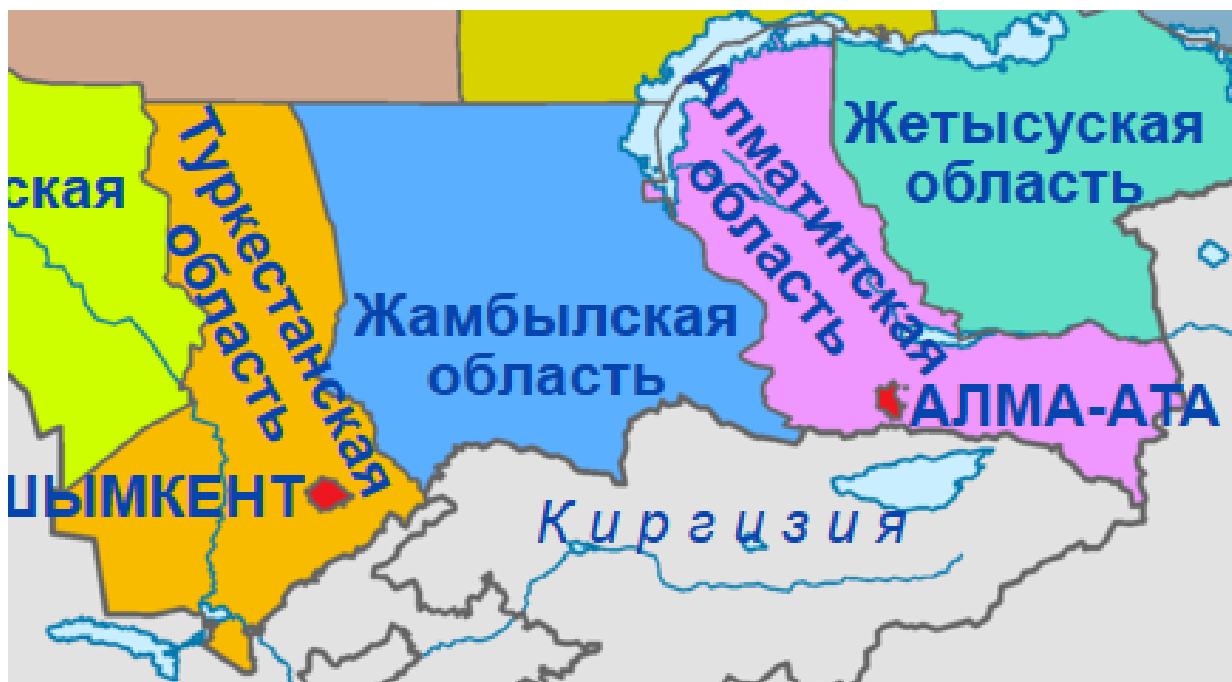 ская
Туркестанская
область
Жамбылская
область
Алматинская
область
Жетысуская
область
АЛМА-АТА
ШЫМКЕНТ
Киргизия